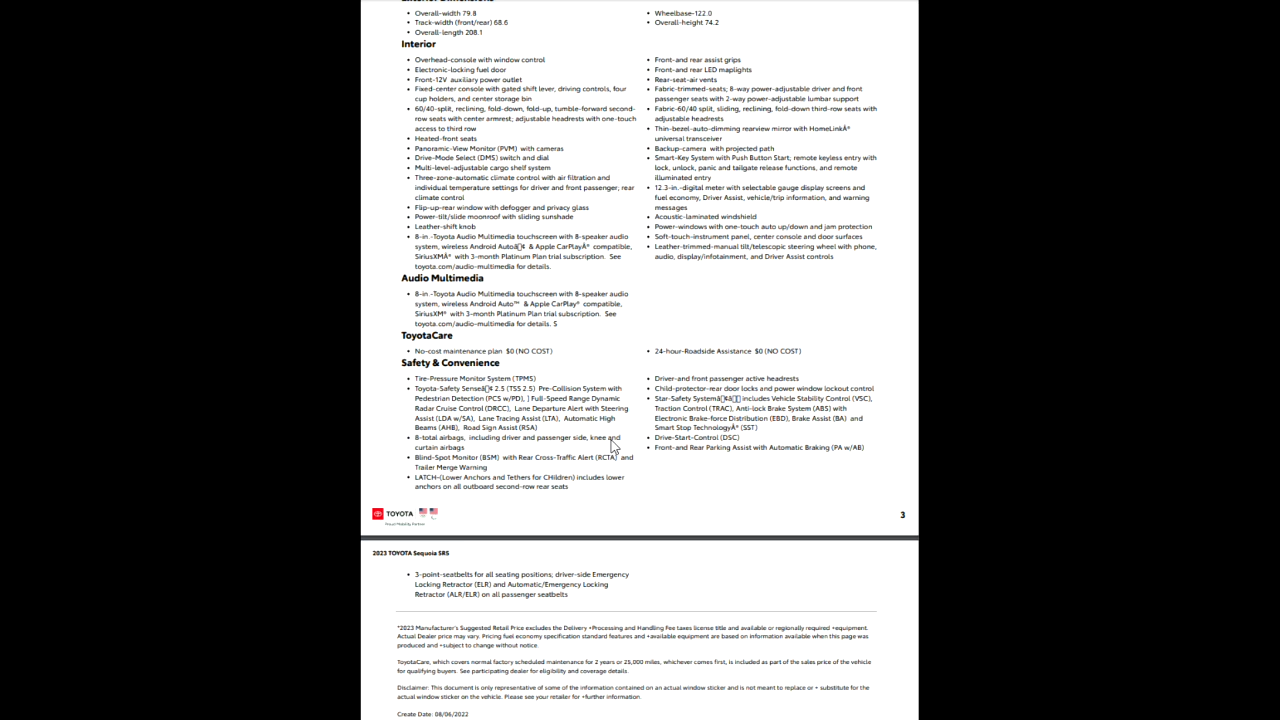 • Overall-width 79.8
• Track-width (front/rear) 68.6
• Overall-length 208.1
• Wheelbase-122.0
• Overall-height 74.2
Interior
• Overhead-console with window control
• Electronic-locking fuel door
• Front-12V auxiliary power outlet
• Fixed-center console with gated shift lever, driving controls, four
cup holders, and center storage bin
• 60/40-split, reclining, fold-down, fold-up, tumble-forward second-
row seats with center armrest; adjustable headrests with one-touch
access to third row
• Heated-front seats
• Panoramic-View Monitor (PVM) with cameras
• Drive-Mode Select (DMS) switch and dial
• Multi-level-adjustable cargo shelf system
• Three-zone-automatic climate control with air filtration and
individual temperature settings for driver and front passenger; rear
climate control
• Flip-up-rear window with defogger and privacy glass
• Power-tilt/slide moonroof with sliding sunshade
• Leather-shift knob
• 8-in.-Toyota Audio Multimedia touchscreen with 8-speaker audio
system, wireless Android Autoâ¢ & Apple CarPlayÂ® compatible,
SiriusXMÂ® with 3-month Platinum Plan trial subscription. See
toyota.com/audio-multimedia for details.
• Front-and rear assist grips
• Front-and rear LED maplights
• Rear-seat-air vents
• Fabric-trimmed-seats; 8-way power-adjustable driver and front
passenger seats with 2-way power-adjustable lumbar support
• Fabric-60/40 split, sliding, reclining, fold-down third-row seats with
adjustable headrests
• Thin-bezel-auto-dimming rearview mirror with HomeLinkÂ®
universal transceiver
• Backup-camera with projected path
• Smart-Key System with Push Button Start; remote keyless entry with
lock, unlock, panic and tailgate release functions, and remote
illuminated entry
• 12.3-in.-digital meter with selectable gauge display screens and
fuel economy, Driver Assist, vehicle/trip information, and warning
messages
• Acoustic-laminated windshield
• Power-windows with one-touch auto up/down and jam protection
• Soft-touch-instrument panel, center console and door surfaces
• Leather-trimmed-manual tilt/telescopic steering wheel with phone,
audio, display/infotainment, and Driver Assist controls
Audio Multimedia
• 8-in.-Toyota Audio Multimedia touchscreen with 8-speaker audio
system, wireless Android Auto™ & Apple CarPlay® compatible,
SiriusXM® with 3-month Platinum Plan trial subscription. See
toyota.com/audio-multimedia for details. S
ToyotaCare
• No-cost maintenance plan $0 (NO COST)
• 24-hour-Roadside Assistance $0 (NO COST)
Safety & Convenience
• Tire-Pressure Monitor System (TPMS)
• Toyota-Safety Senseâ¢ 2.5 (TSS 2.5) Pre-Collision System with
Pedestrian Detection (PCS w/PD), ] Full-Speed Range Dynamic
Radar Cruise Control (DRCC), Lane Departure Alert with Steering
Assist (LDA w/SA), Lane Tracing Assist (LTA), Automatic High
Beams (AHB), Road Sign Assist (RSA)
• 8-total airbags, including driver and passenger side, knee and
curtain airbags
• Blind-Spot Monitor (BSM) with Rear Cross-Traffic Alert (RCTA) and
Trailer Merge Warning
• LATCH-(Lower Anchors and Tethers for CHildren) includes lower
anchors on all outboard second-row rear seats
• Driver-and front passenger active headrests
• Child-protector-rear door locks and power window lockout control
• Star-Safety Systemâ¢â includes Vehicle Stability Control (VSC),
Traction Control (TRAC), Anti-lock Brake System (ABS) with
Electronic Brake-force Distribution (EBD), Brake Assist (BA) and
Smart Stop TechnologyÂ® (SST)
• Drive-Start-Control (DSC)
• Front-and Rear Parking Assist with Automatic Braking (PA w/AB)
TOYOTA
3
2023 TOYOTA Sequoia SR5
• 3-point-seatbelts for all seating positions; driver-side Emergency
Locking Retractor (ELR) and Automatic/Emergency Locking
Retractor (ALR/ELR) on all passenger seatbelts
*2023 Manufacturer's Suggested Retail Price excludes the Delivery •Processing and Handling Fee taxes license title and available or regionally required •equipment.
Actual Dealer price may vary. Pricing fuel economy specification standard features and •available equipment are based on information available when this page was
produced and •subject to change without notice.
ToyotaCare, which covers normal factory scheduled maintenance for 2 years or 25,000 miles, whichever comes first, is included as part of the sales price of the vehicle
for qualifying buyers. See participating dealer for eligibility and coverage details.
Disclaimer: This document is only representative of some of the information contained on an actual window sticker and is not meant to replace or • substitute for the
actual window sticker on the vehicle. Please see your retailer for •further information.
Create Date: 08/06/2022